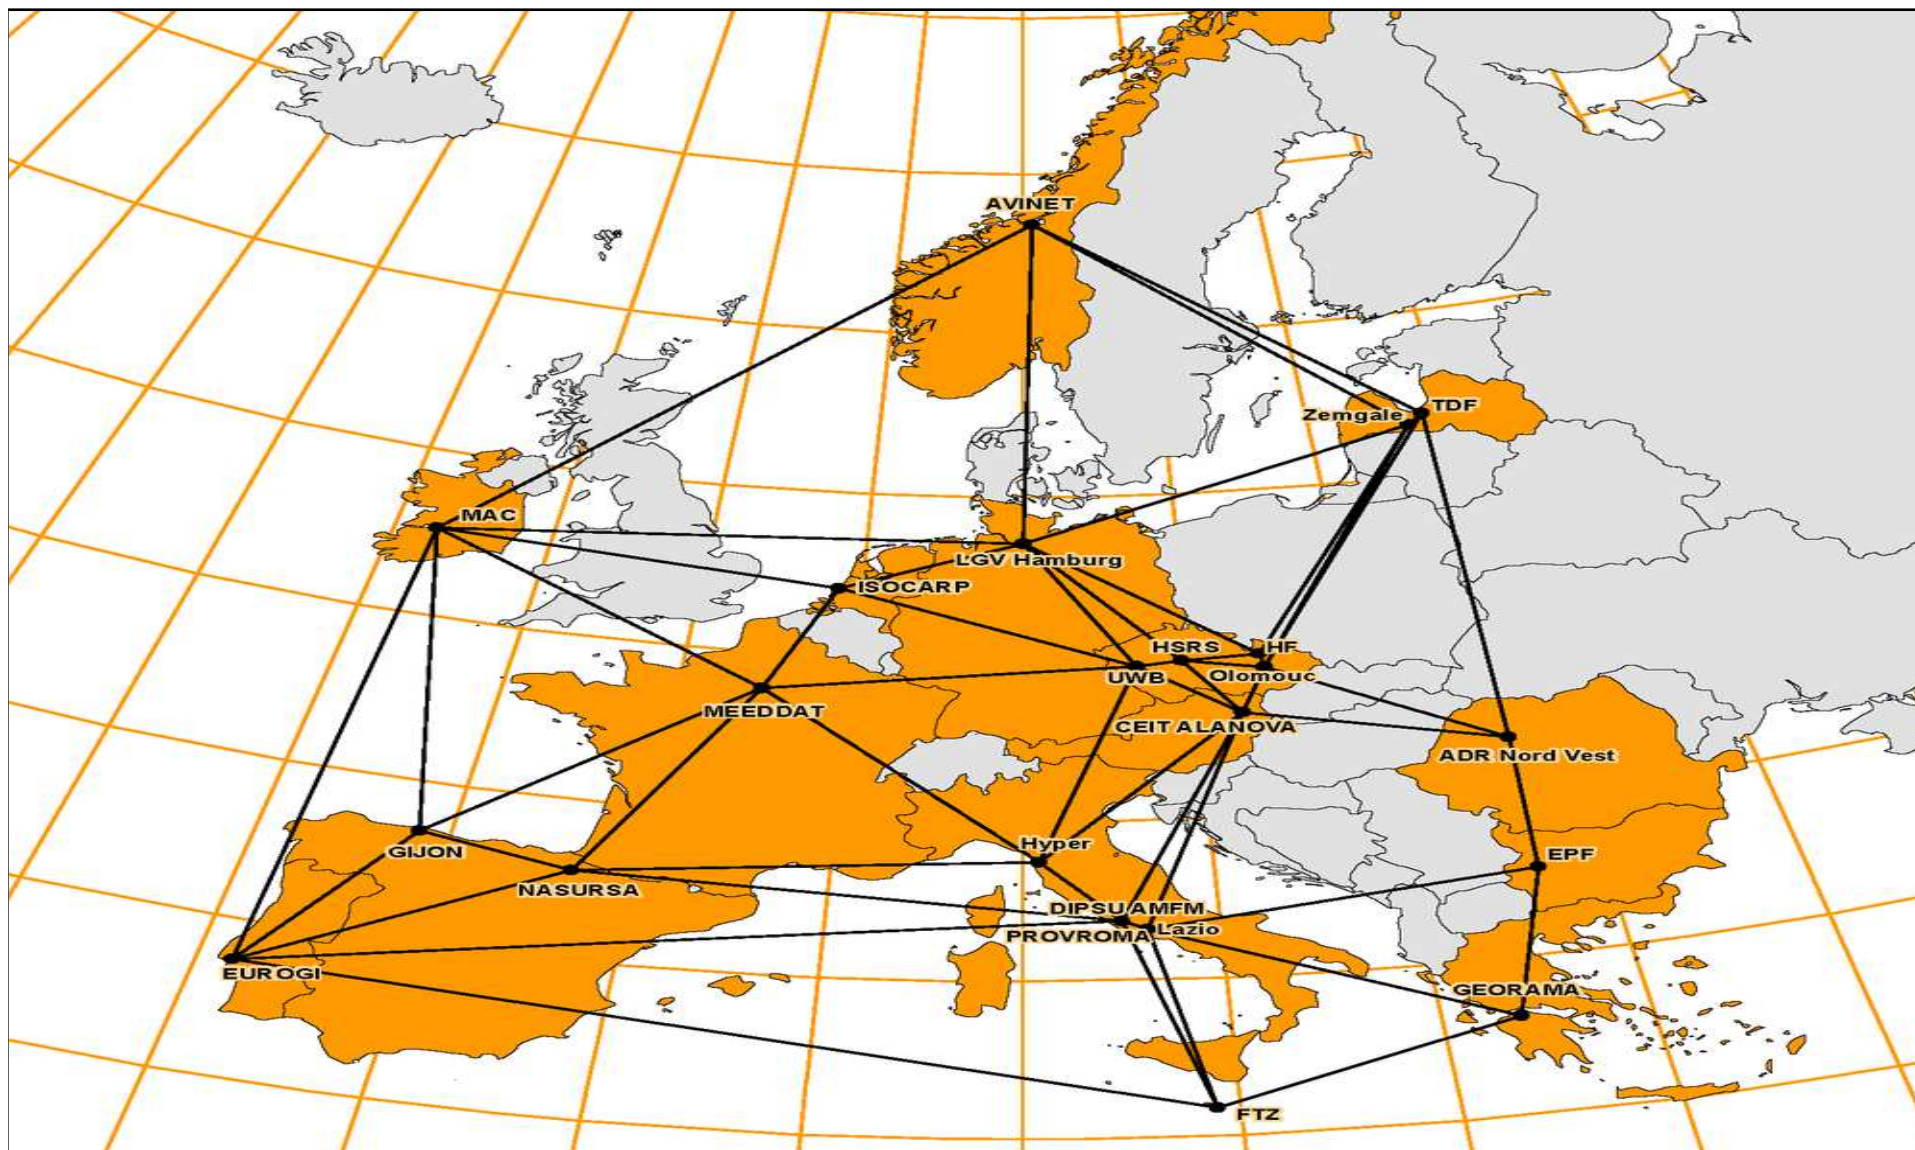 AVINET
TDF
Zemgale
MAC
LGV Hamburg
ISOCARP
HSRS
HF
UWB
Olomouc
MEEDDAT
CEIT ALANOVA
ADR Nord Vest
Hyper
GIJON
EPF
NASURSA
DIPSU AMFM
PROVROMA
Lazio
EUROGI
GEORAMA
FTZ